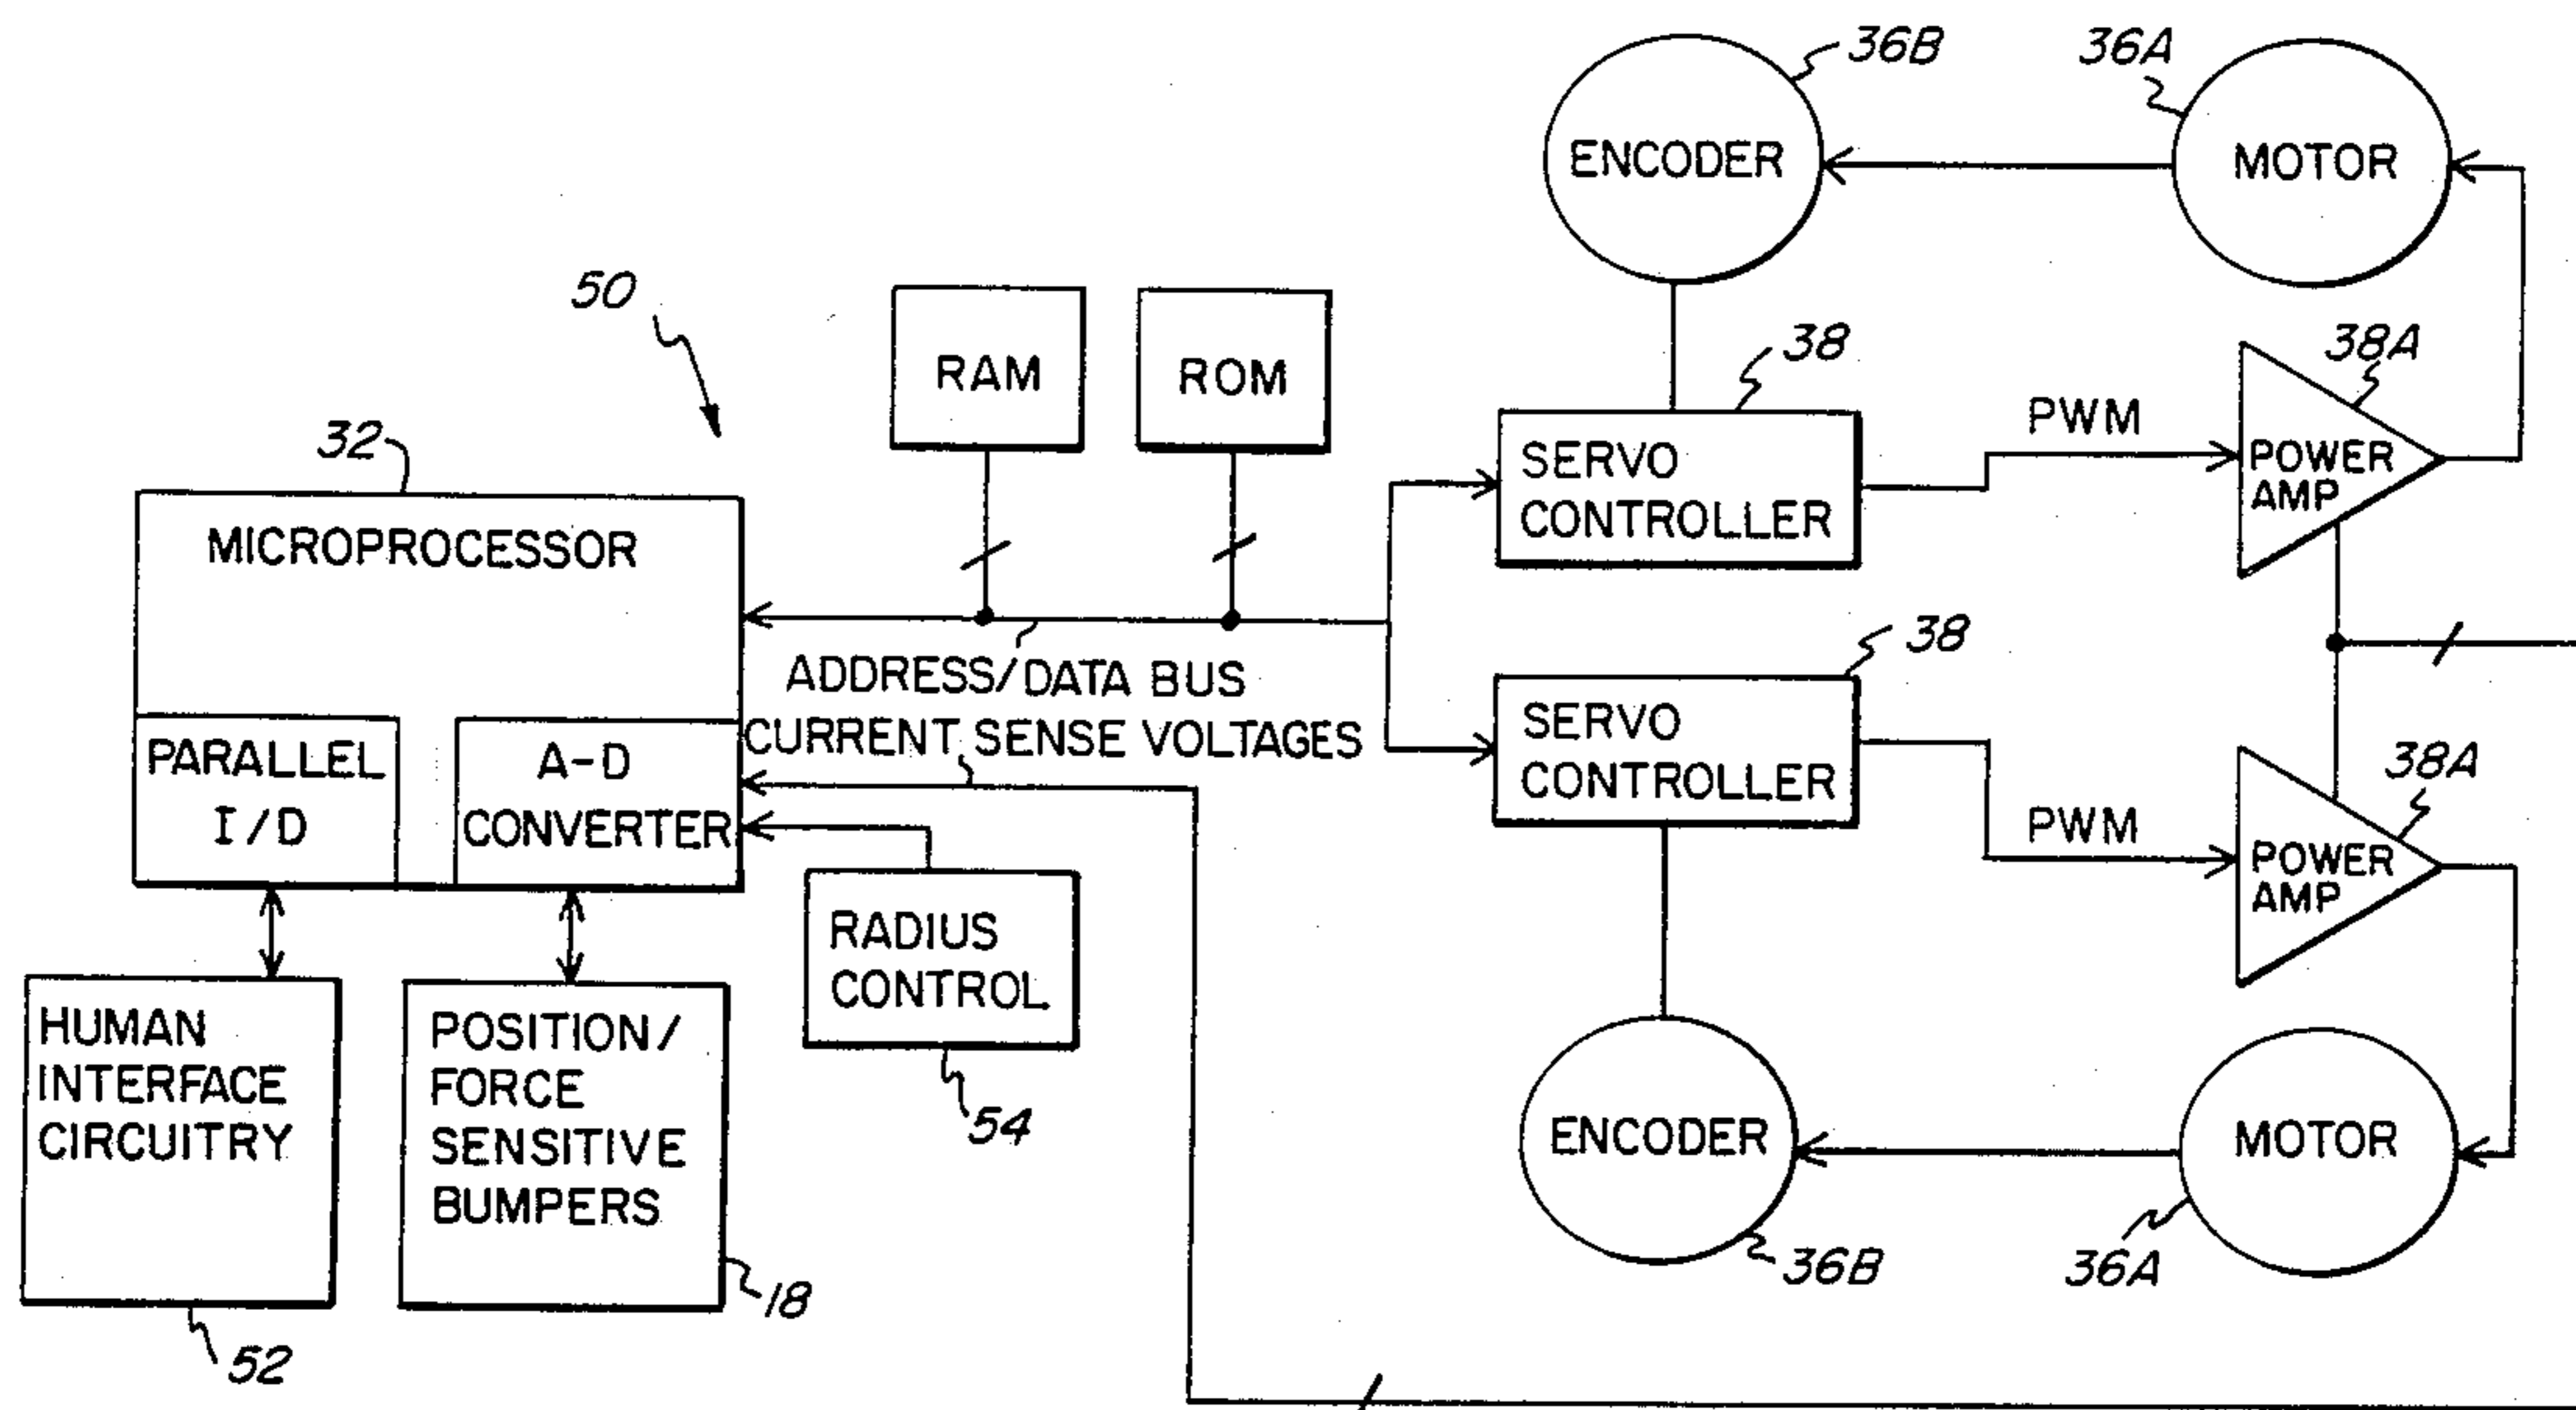 36B
36A
ENCODER
MOTOR
50
RAM
ROM
38
38A
32
PWM
SERVO
CONTROLLER
POWER
AMP
MICROPROCESSOR
ADDRESS/DATA BUS
38
CURRENT SENSE VOLTAGES
PARALLEL
I/D
A-D
CONVERTER
SERVO
CONTROLLER
38A
PWM
POWER
AMP
RADIUS
CONTROL
54
HUMAN
INTERFACE
CIRCUITRY
POSITION/
FORCE
SENSITIVE
BUMPERS
ENCODER
MOTOR
36B
36A
18
52